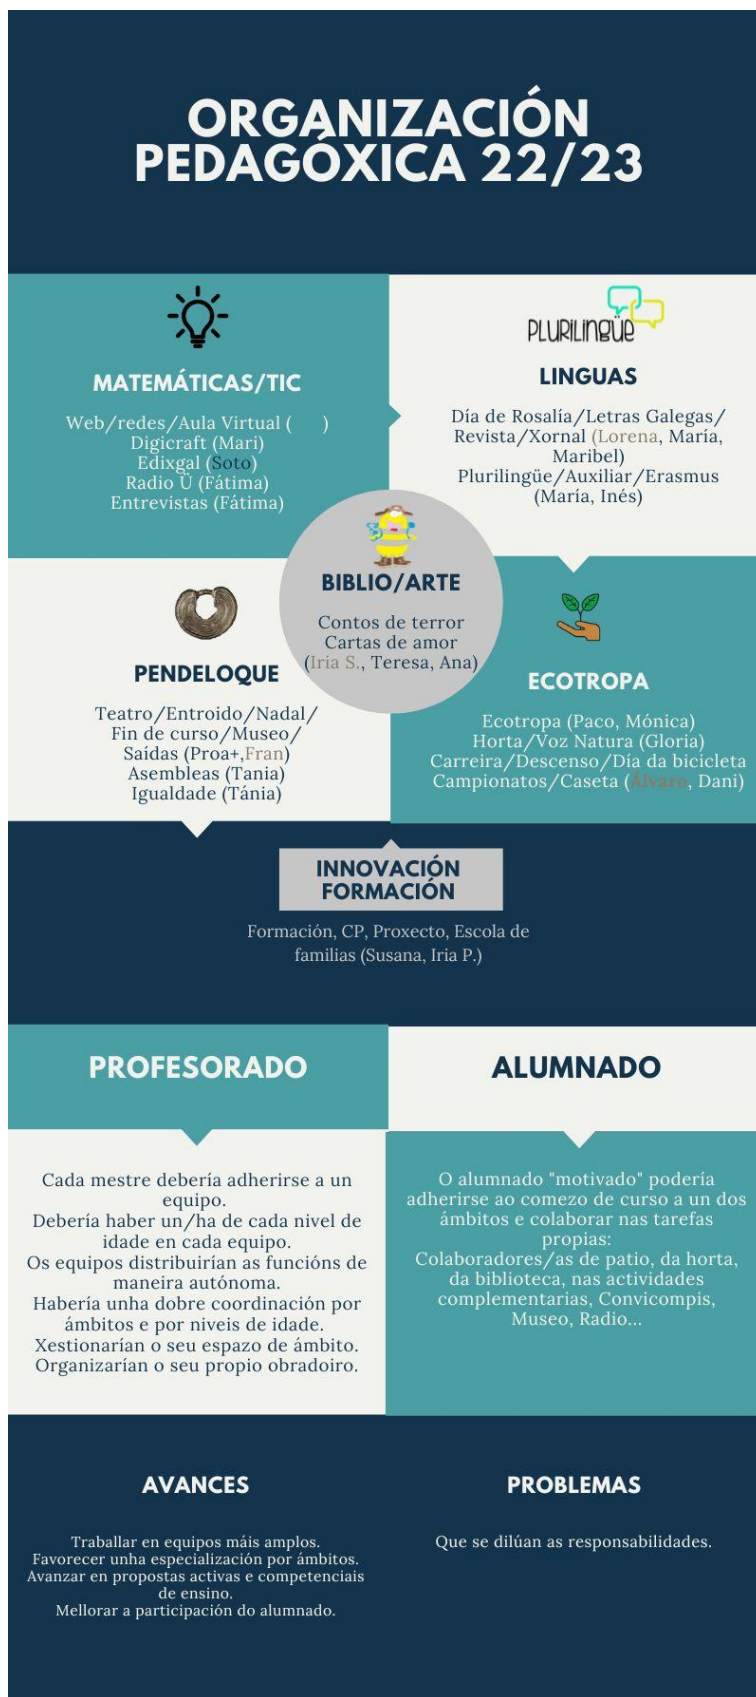 ORGANIZACIÓN
PEDAGÓXICA 22/23
MATEMÁTICAS/TIC
Web/redes/Aula Virtual ( )
Digicraft (Mari)
Edixgal (Soto)
Radio Ü (Fátima)
Entrevistas (Fátima)
PLURILINGÜE
LINGUAS
Día de Rosalía/Letras Galegas/
Revista/Xornal (Lorena, María,
Maribel)
Plurilingüe/Auxiliar/Erasmus
(María, Inés)
BIBLIO/ARTE
Contos de terror
Cartas de amor
(Iria S., Teresa, Ana)
PENDELOQUE
Teatro/Entroido/Nadal/
Fin de curso/Museo/
Saídas (Proa+,Fran)
Asembleas (Tania)
Igualdade (Tánia)
ECOTROPA
Ecotropa (Paco, Mónica)
Horta/Voz Natura (Gloria)
Carreira/Descenso/Día da bicicleta
Campionatos/Caseta (Álvaro, Dani)
INNOVACIÓN
FORMACIÓN
Formación, CP, Proxecto, Escola de
familias (Susana, Iria P.)
PROFESORADO
Cada mestre debería adherirse a un
equipo.
Debería haber un/ha de cada nivel de
idade en cada equipo.
Os equipos distribuirían as funcións de
maneira autónoma.
Habería unha dobre coordinación por
ámbitos e por niveis de idade.
Xestionarían o seu espazo de ámbito.
Organizarían o seu propio obradoiro.
ALUMNADO
O alumnado "motivado" podería
adherirse ao comezo de curso a un dos
ámbitos e colaborar nas tarefas
propias:
Colaboradores/as de patio, da horta,
da biblioteca, nas actividades
complementarias, Convicompis,
Museo, Radio...
AVANCES
Traballar en equipos máis amplos.
Favorecer unha especialización por ámbitos.
Avanzar en propostas activas e competenciais
de ensino.
Mellorar a participación do alumnado.
PROBLEMAS
Que se dilúan as responsabilidades.